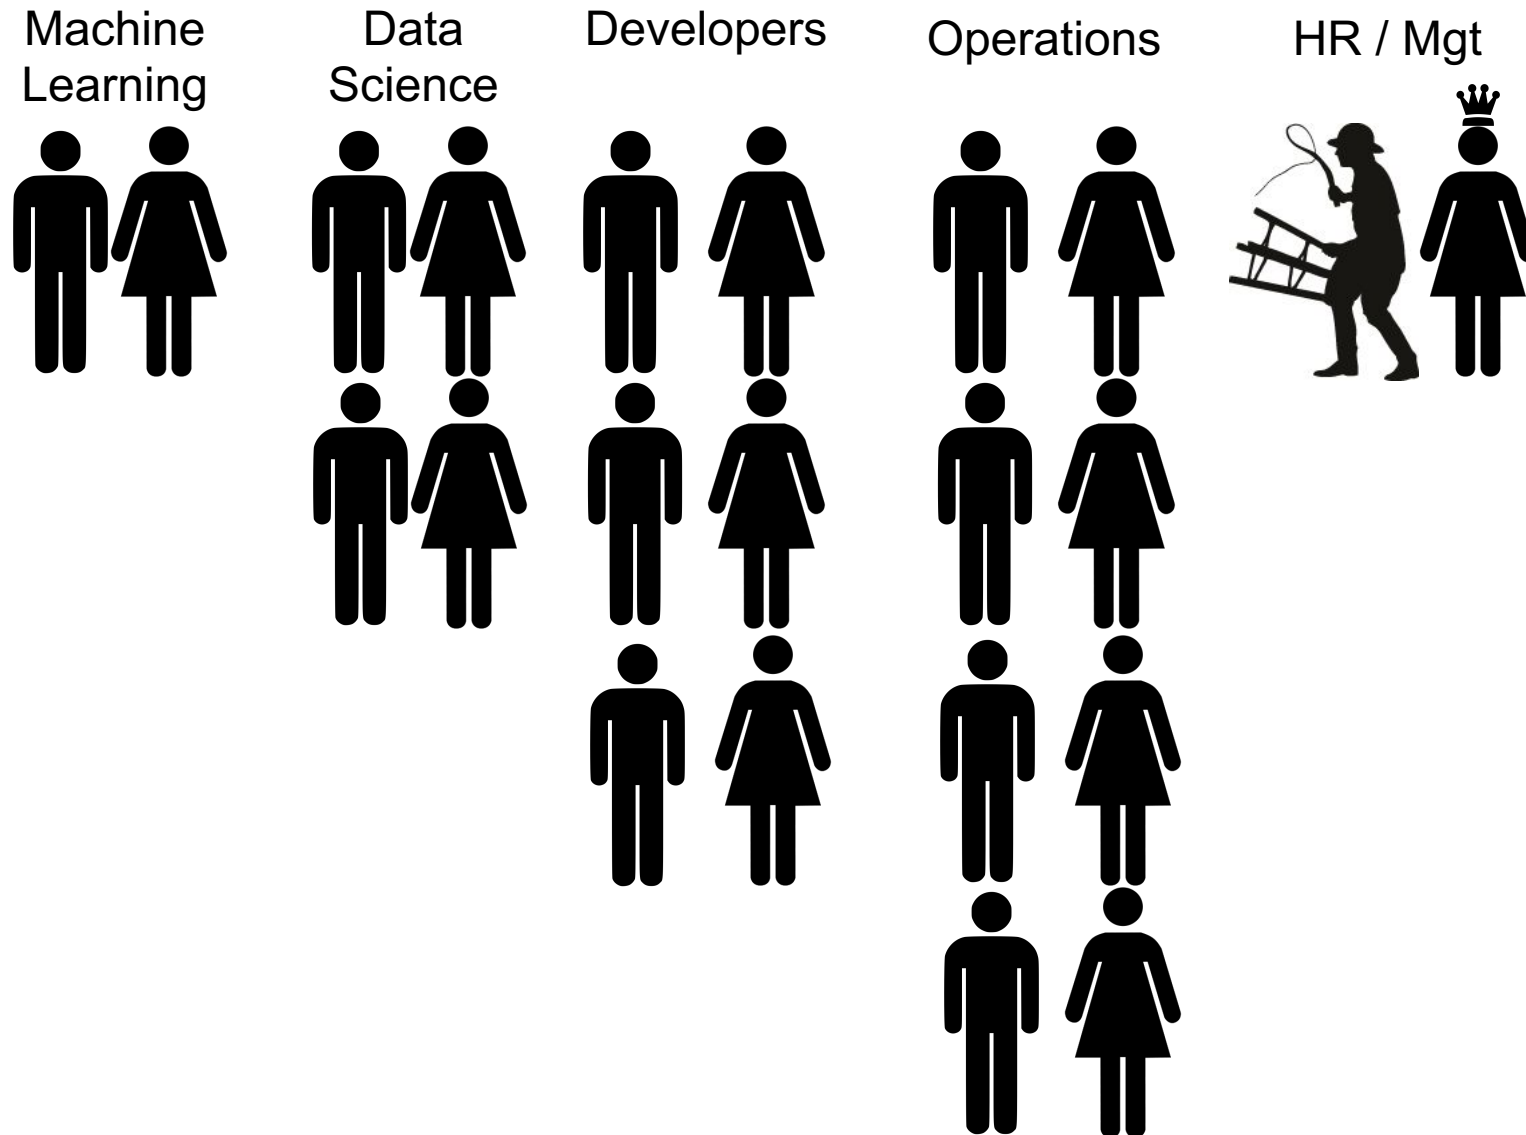 Machine
Learning
Data
Science
Developers
Operations
HR / Mgt